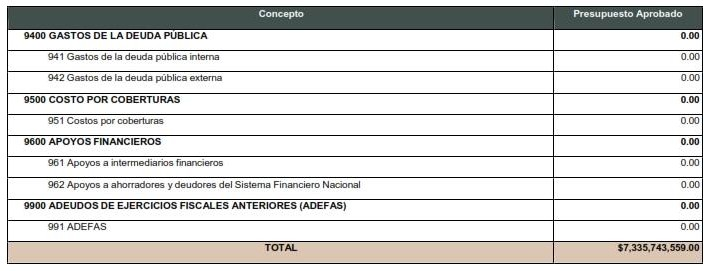 Concepto Presupuesto Aprobado
9400 GASTOS DE LA DEUDA PÚBLICA 0.00
941 Gastos de la deuda pública interna 0.00
942 Gastos de la deuda pública externa 0.00
9500 COSTO POR COBERTURAS 0.00
951 Costos por coberturas 0.00
9600 APOYOS FINANCIEROS 0.00
961 Apoyos a intermediarios financieros 0.00
962 Apoyos a ahorradores y deudores del Sistema Financiero Nacional 0.00
9900 ADEUDOS DE EJERCICIOS FISCALES ANTERIORES (ADEFAS) 0.00
991 ADEFAS 0.00
TOTAL $7,335,743,559.00